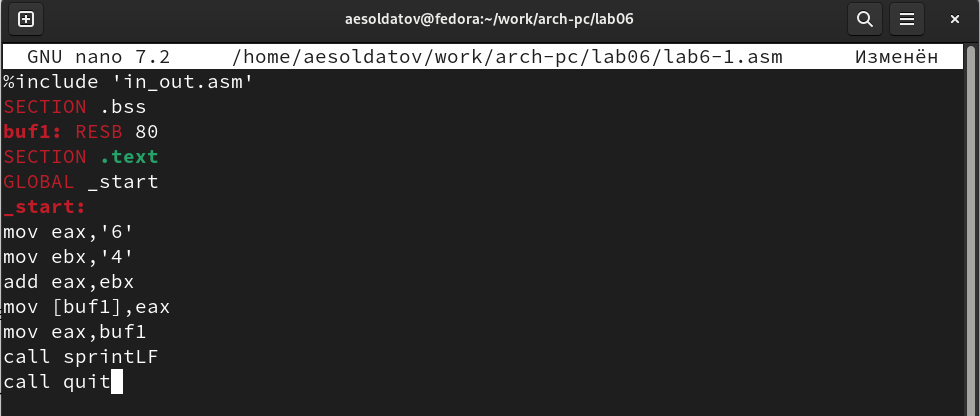 aesoldatov@fedora:~/work/arch-pc/lab06
GNU nano 7.2 /home/aesoldatov/work/arch-pc/lab06/lab6-1.asm Изменён
%include 'in_out.asm'
SECTION .bss
buf1: RESB 80
SECTION .text
GLOBAL _start
_start:
mov eax,'6'
mov ebx,'4'
add eax,ebx
mov [buf1],eax
mov eax,buf1
call sprintLF
call quit